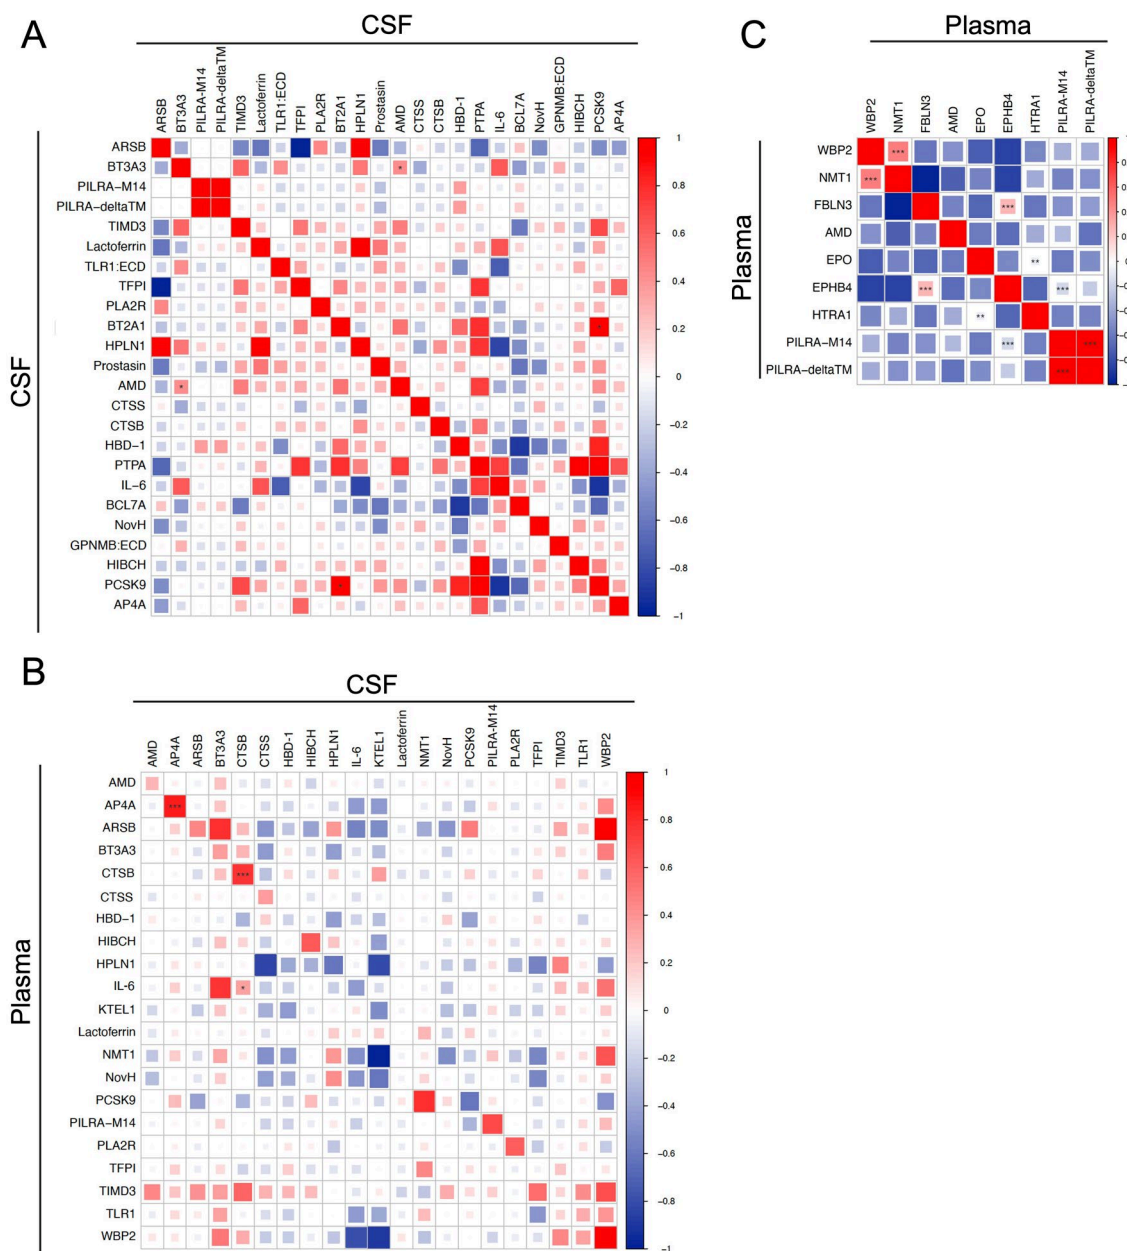 A
CSF
ARSB
BT3A3
PILRA-M14
PILRA-deltaTM
TIMD3
Lactoferrin
TLR1:ECD
TFPI
PLA2R
BT2A1
HPLN1
Prostasin
AMD
CTSS
CTSB
HBD-1
PTPA
IL-6
BCL7A
NovH
GPNMB:ECD
HIBCH
PCSK9
AP4A
CSF
ARSB
BT3A3
PILRA-M14
PILRA-deltaTM
TIMD3
Lactoferrin
TLR1:ECD
TFPI
PLA2R
BT2A1
HPLN1
Prostasin
AMD
CTSS
CTSB
HBD-1
PTPA
IL-6
BCL7A
NovH
GPNMB:ECD
HIBCH
PCSK9
AP4A
*
*
*
*
1
0.8
0.6
0.4
0.2
0
-0.2
-0.4
-0.6
-0.8
-1
C
Plasma
WBP2
NMT1
FBLN3
AMD
EPO
EPHB4
HTRA1
PILRA-M14
PILRA-deltaTM
Plasma
WBP2 ***
NMT1 ***
FBLN3 ***
AMD
EPO **
EPHB4 *** ***
HTRA1 **
PILRA-M14 *** ***
PILRA-deltaTM ***
B
CSF
AMD
AP4A
ARSB
BT3A3
CTSB
CTSS
HBD-1
HIBCH
HPLN1
IL-6
KTEL1
Lactoferrin
NMT1
NovH
PCSK9
PILRA-M14
PLA2R
TFPI
TIMD3
TLR1
WBP2
Plasma
AMD
AP4A ***
ARSB
BT3A3
CTSB ***
CTSS
HBD-1
HIBCH
HPLN1
IL-6 *
KTEL1
Lactoferrin
NMT1
NovH
PCSK9
PILRA-M14
PLA2R
TFPI
TIMD3
TLR1
WBP2
1
0.8
0.6
0.4
0.2
0
-0.2
-0.4
-0.6
-0.8
-1